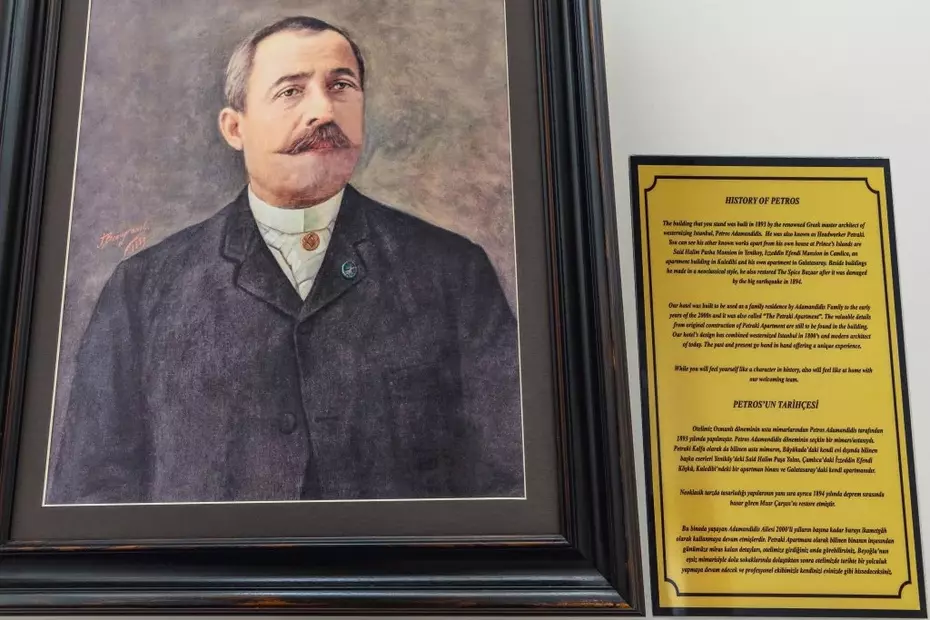 HISTORY OF PETROS
The building that you stand was built in 1893 by the renowned Greek master architect of
westernizing Istanbul, Petros Adamandidis. He was also known as Headworker Petraki.
You can see his other known works apart from his own house at Prince's Islands are
Said Halim Pasha Mansion in Yenikoy, Izzeddin Efendi Mansion in Camlica, an
apartment building in Kuledibi and his own apartment in Galatasaray. Beside buildings
he made in a neoclassical style, he also restored The Spice Bazaar after it was damaged
by the big earthquake in 1894.
Our hotel was built to be used as a family residence by Adamandidis Family to the early
years of the 2000s and it was also called "The Petraki Apartment". The valuable details
from original construction of Petraki Apartment are still to be found in the building.
Our hotel's design has combined westernized Istanbul in 1800's and modern architect
of today. The past and present go hand in hand offering a unique experience.
While you will feel yourself like a character in history, also will feel like at home with
our welcoming team.
PETROS'UN TARİHÇESİ
Otelimiz Osmanlı döneminin usta mimarlarından Petros Adamandidis tarafından
1893 yılında yapılmıştır. Petros Adamandidis döneminin seçkin bir mimarı/ustasıydı.
Petraki Kalfa olarak da bilinen usta mimarın, Büyükada'daki kendi evi dışında bilinen
başka eserleri Yeniköy'deki Said Halim Paşa Yalısı, Çamlıca'daki İzzeddin Efendi
Köşkü, Kuledibi'ndeki bir apartman binası ve Galatasaray'daki kendi apartmanıdır.
Neoklasik tarzda tasarladığı yapılarının yanı sıra ayrıca 1894 yılında deprem sırasında
hasar gören Mısır Çarşısı'nı restore etmiştir.
Bu binada yaşayan Adamandidis Ailesi 2000'li yılların başına kadar burayı ikametgâh
olarak kullanmaya devam etmişlerdir. Petraki Apartmanı olarak bilinen binanın inşasından
günümüze miras kalan detayları, otelimize girdiğiniz anda görebilirsiniz. Beyoğlu'nun
eşsiz mimarisiyle dolu sokaklarında dolaştıktan sonra otelimizde tarihte bir yolculuk
yapmaya devam edecek ve profesyonel ekibimizle kendinizi evinizde gibi hissedeceksiniz.